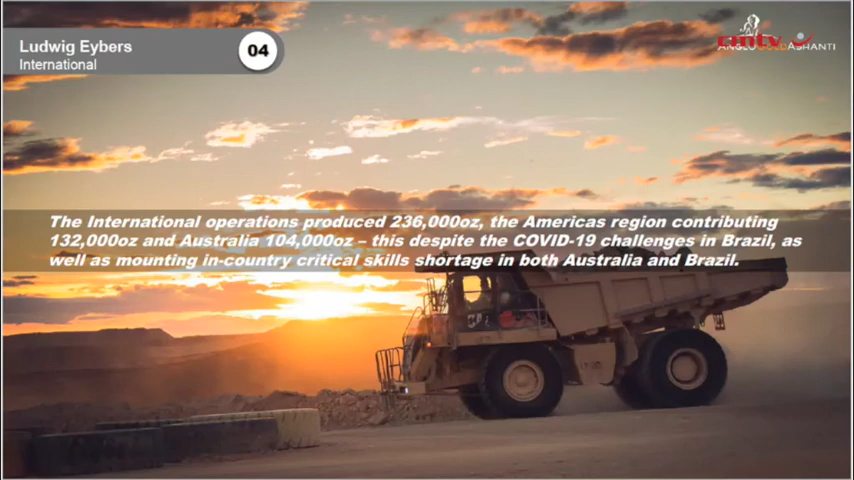 Ludwig Eybers
International
04
ANGLOGOLDASHANTI
The International operations produced 236,000oz, the Americas region contributing
132,000oz and Australia 104,000oz – this despite the COVID-19 challenges in Brazil, as
well as mounting in-country critical skills shortage in both Australia and Brazil.